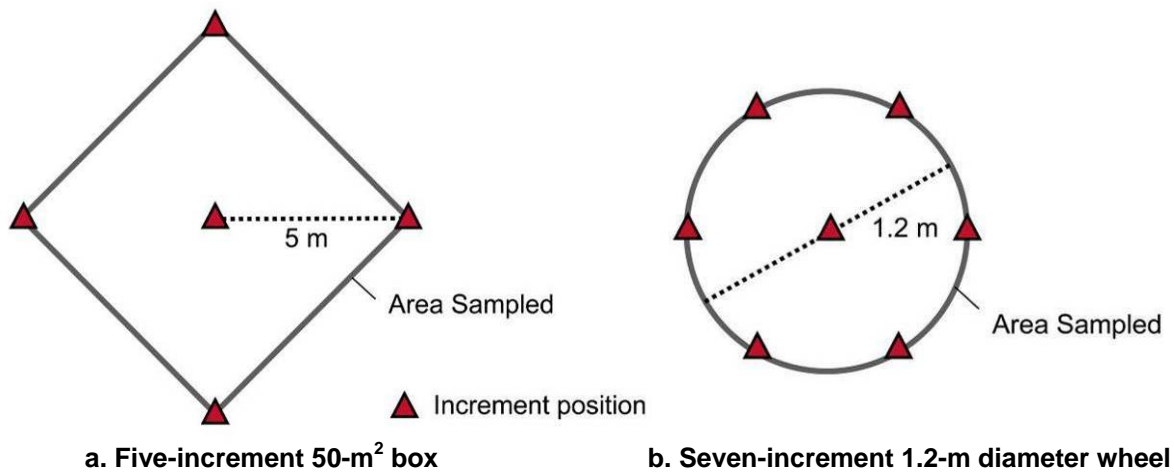 5 m
Area Sampled
1.2 m
Area Sampled
Increment position
a. Five-increment 50-m² box
b. Seven-increment 1.2-m diameter wheel